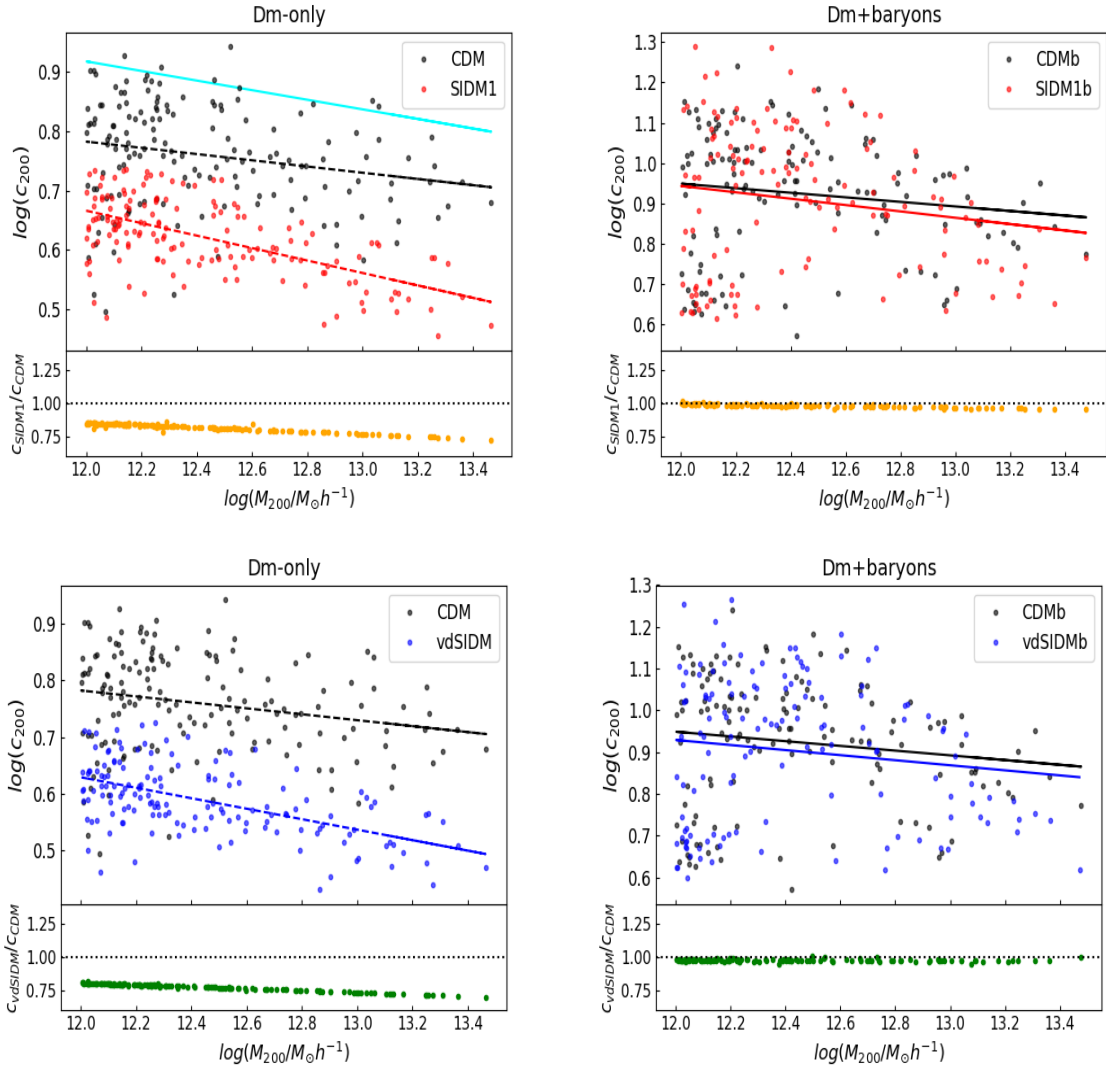 Dm-only
Dm+baryons
CDM
SIDM1
CDMb
SIDM1b
log(c200)
0.9
0.8
0.7
0.6
0.5
log(c200)
1.3
1.2
1.1
1.0
0.9
0.8
0.7
0.6
cSIDM1/cCDM
1.25
1.00
0.75
cSIDM1/cCDM
1.25
1.00
0.75
12.0 12.2 12.4 12.6 12.8 13.0 13.2 13.4
log(M200/M⊙h⁻¹)
12.0 12.2 12.4 12.6 12.8 13.0 13.2 13.4
log(M200/M⊙h⁻¹)
Dm-only
Dm+baryons
CDM
vdSIDM
CDMb
vdSIDMb
log(c200)
0.9
0.8
0.7
0.6
0.5
log(c200)
1.3
1.2
1.1
1.0
0.9
0.8
0.7
0.6
cvdSIDM/cCDM
1.25
1.00
0.75
cvdSIDM/cCDM
1.25
1.00
0.75
12.0 12.2 12.4 12.6 12.8 13.0 13.2 13.4
log(M200/M⊙h⁻¹)
12.0 12.2 12.4 12.6 12.8 13.0 13.2 13.4
log(M200/M⊙h⁻¹)